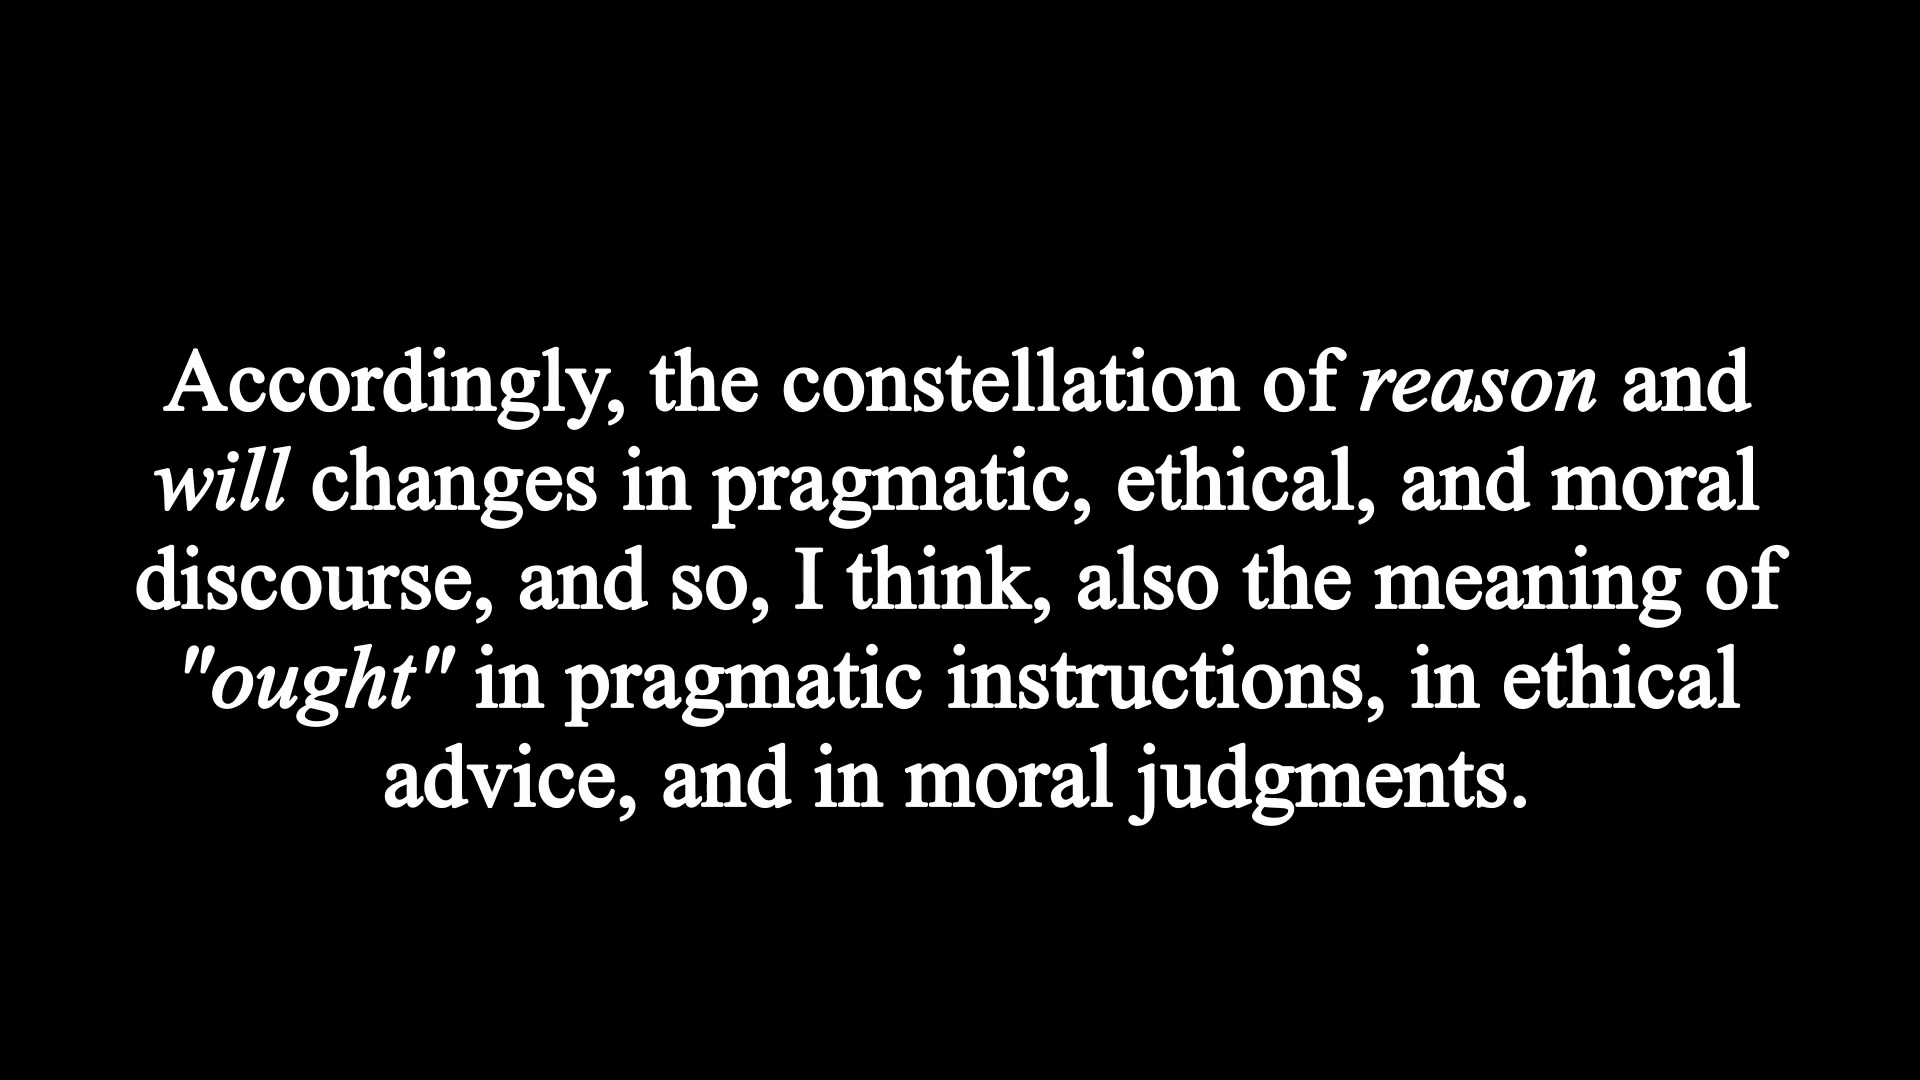 Accordingly, the constellation of reason and
will changes in pragmatic, ethical, and moral
discourse, and so, I think, also the meaning of
"ought" in pragmatic instructions, in ethical
advice, and in moral judgments.